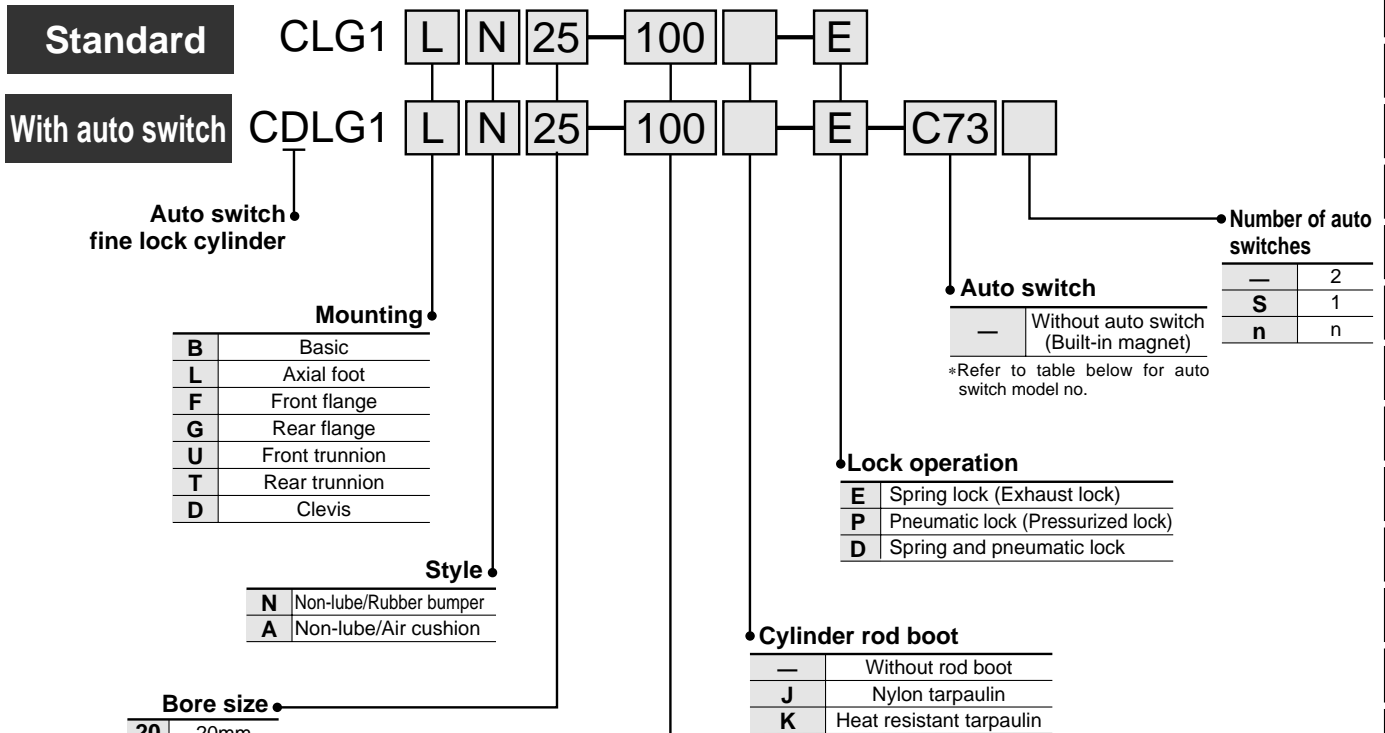 Standard CLG1 L N 25 100 E
With auto switch CDLG1 L N 25 100 E C73
Auto switch
fine lock cylinder
Number of auto
switches
— 2
S 1
n n
Auto switch
— Without auto switch
(Built-in magnet)
*Refer to table below for auto
switch model no.
Mounting
B Basic
L Axial foot
F Front flange
G Rear flange
U Front trunnion
T Rear trunnion
D Clevis
Lock operation
E Spring lock (Exhaust lock)
P Pneumatic lock (Pressurized lock)
D Spring and pneumatic lock
Style
N Non-lube/Rubber bumper
A Non-lube/Air cushion
Cylinder rod boot
— Without rod boot
J Nylon tarpaulin
K Heat resistant tarpaulin
Bore size
20 20mm